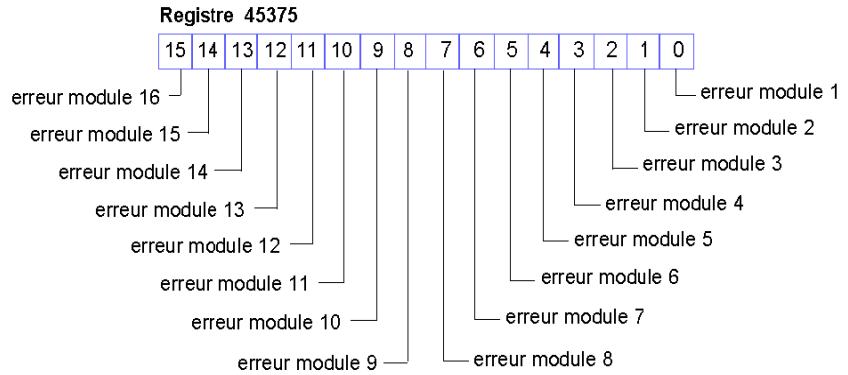 Registre 45375
15 14 13 12 11 10 9 8 7 6 5 4 3 2 1 0
erreur module 16
erreur module 1
erreur module 15
erreur module 2
erreur module 14
erreur module 3
erreur module 13
erreur module 4
erreur module 12
erreur module 5
erreur module 11
erreur module 6
erreur module 10
erreur module 7
erreur module 9
erreur module 8